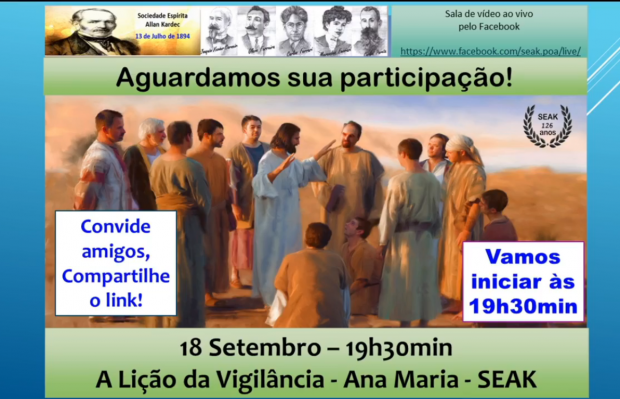 Sociedade Espírita
Allan Kardec
13 de Julho de 1894
Sala de vídeo ao vivo
pelo Facebook
https://www.facebook.com/seak.poa/live/
Aguardamos sua participação!
SEAK
126
anos
Convide
amigos,
Compartilhe
o link!
Vamos
iniciar às
19h30min
18 Setembro – 19h30min
A Lição da Vigilância - Ana Maria - SEAK